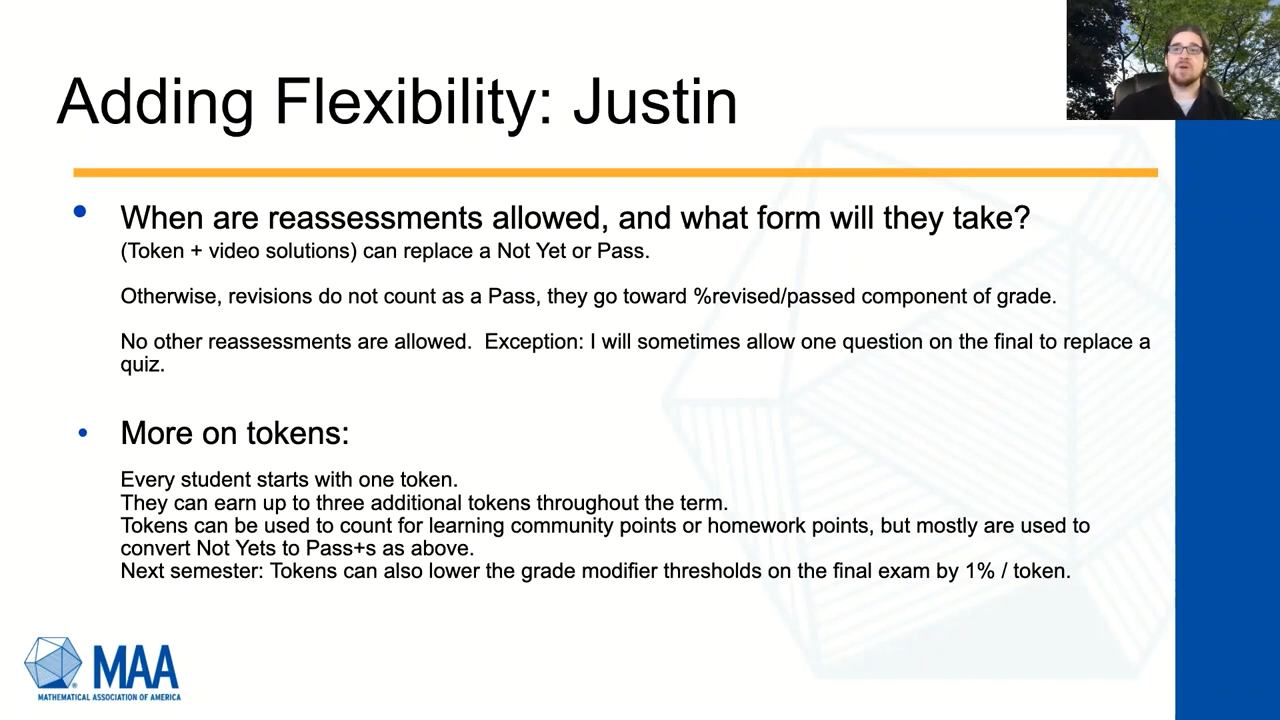 Adding Flexibility: Justin
• When are reassessments allowed, and what form will they take?
(Token + video solutions) can replace a Not Yet or Pass.
Otherwise, revisions do not count as a Pass, they go toward %revised/passed component of grade.
No other reassessments are allowed.  Exception: I will sometimes allow one question on the final to replace a
quiz.
• More on tokens:
Every student starts with one token.
They can earn up to three additional tokens throughout the term.
Tokens can be used to count for learning community points or homework points, but mostly are used to
convert Not Yets to Pass+s as above.
Next semester: Tokens can also lower the grade modifier thresholds on the final exam by 1% / token.
® MAA
MATHEMATICAL ASSOCIATION OF AMERICA